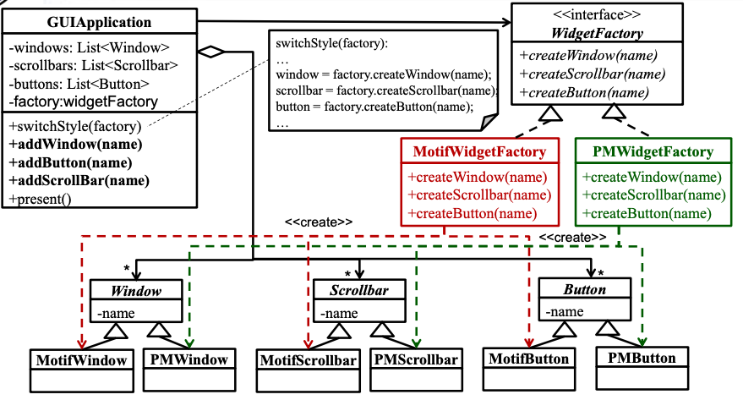 GUIApplication
-windows: List<Window>
-scrollbars: List<Scrollbar>
-buttons: List<Button>
-factory:widgetFactory
+switchStyle(factory)
+addWindow(name)
+addButton(name)
+addScrollBar(name)
+present()
switchStyle(factory):
...
window = factory.createWindow(name);
scrollbar = factory.createScrollbar(name);
button = factory.createButton(name);
...
<<interface>>
WidgetFactory
+createWindow(name)
+createScrollbar(name)
+createButton(name)
MotifWidgetFactory
+createWindow(name)
+createScrollbar(name)
+createButton(name)
PMWidgetFactory
+createWindow(name)
+createScrollbar(name)
+createButton(name)
<<create>>
<<create>>
*
*
*
Window
-name
Scrollbar
-name
Button
-name
MotifWindow
PMWindow
MotifScrollbar
PMScrollbar
MotifButton
PMButton